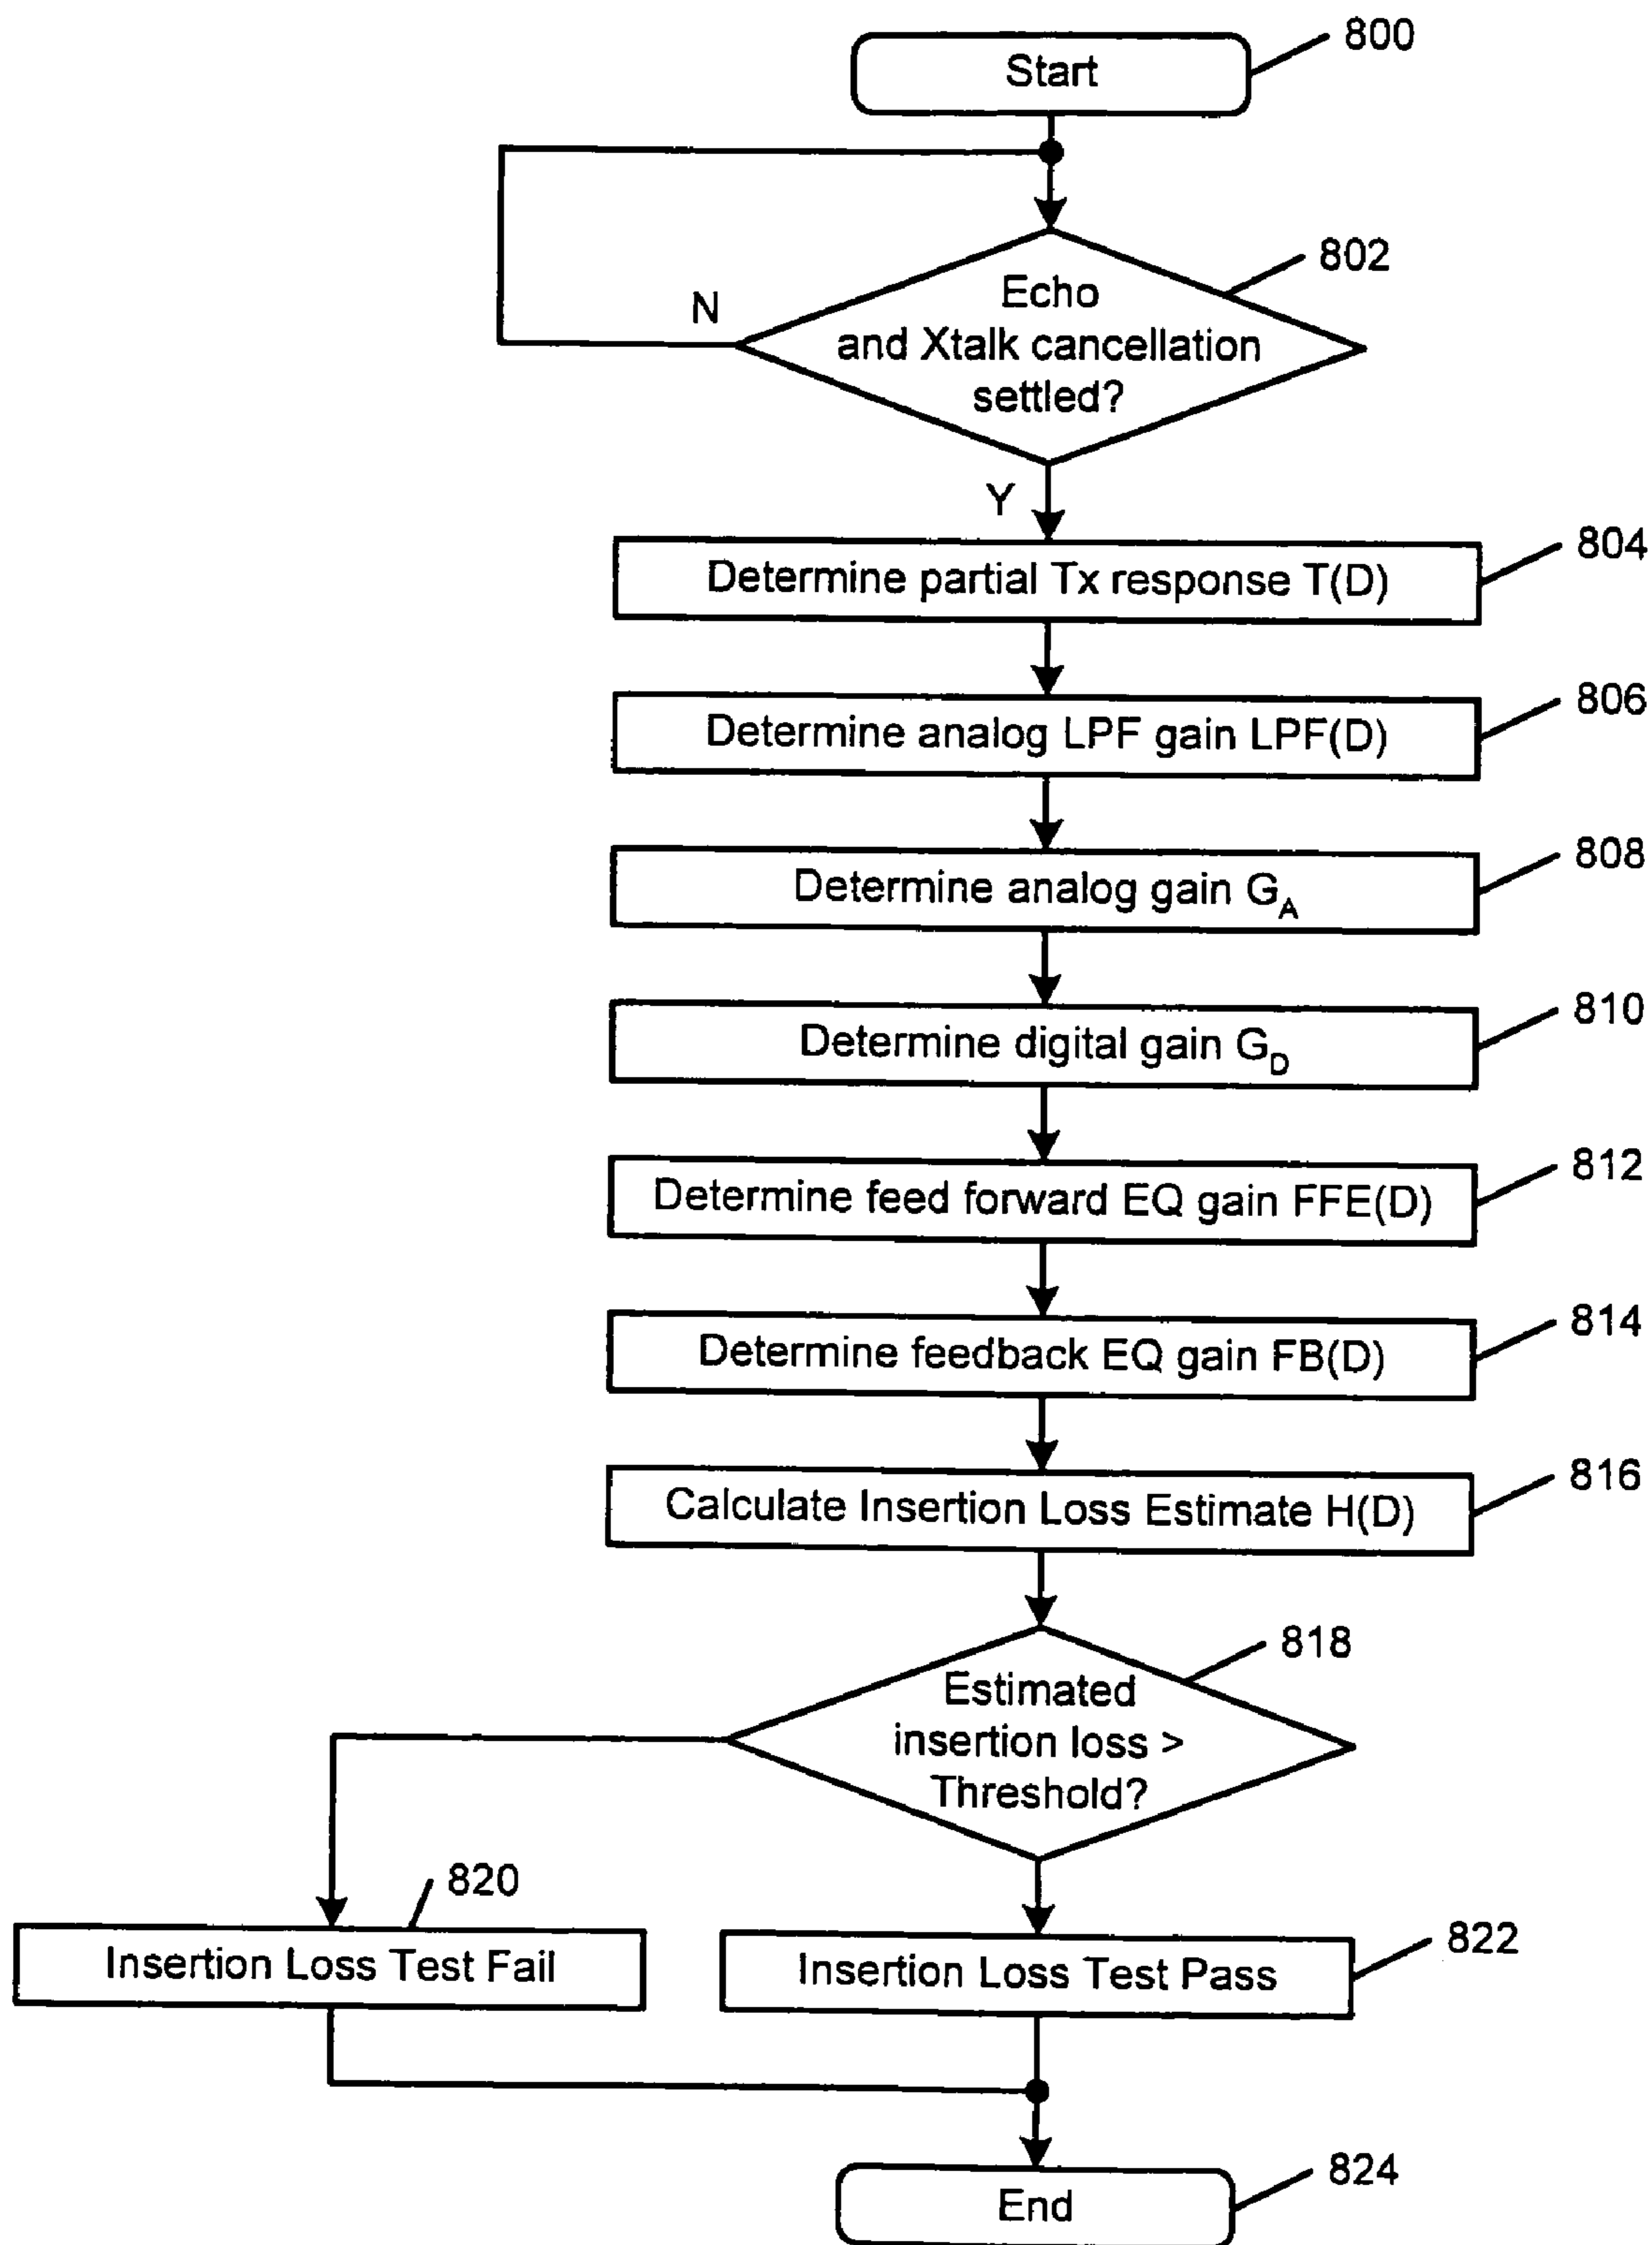 800
Start
802
Echo
and Xtalk cancellation
settled?
N
Y
804
Determine partial Tx response T(D)
806
Determine analog LPF gain LPF(D)
808
Determine analog gain G_A
810
Determine digital gain G_D
812
Determine feed forward EQ gain FFE(D)
814
Determine feedback EQ gain FB(D)
816
Calculate Insertion Loss Estimate H(D)
818
Estimated
insertion loss >
Threshold?
820
Insertion Loss Test Fail
822
Insertion Loss Test Pass
824
End